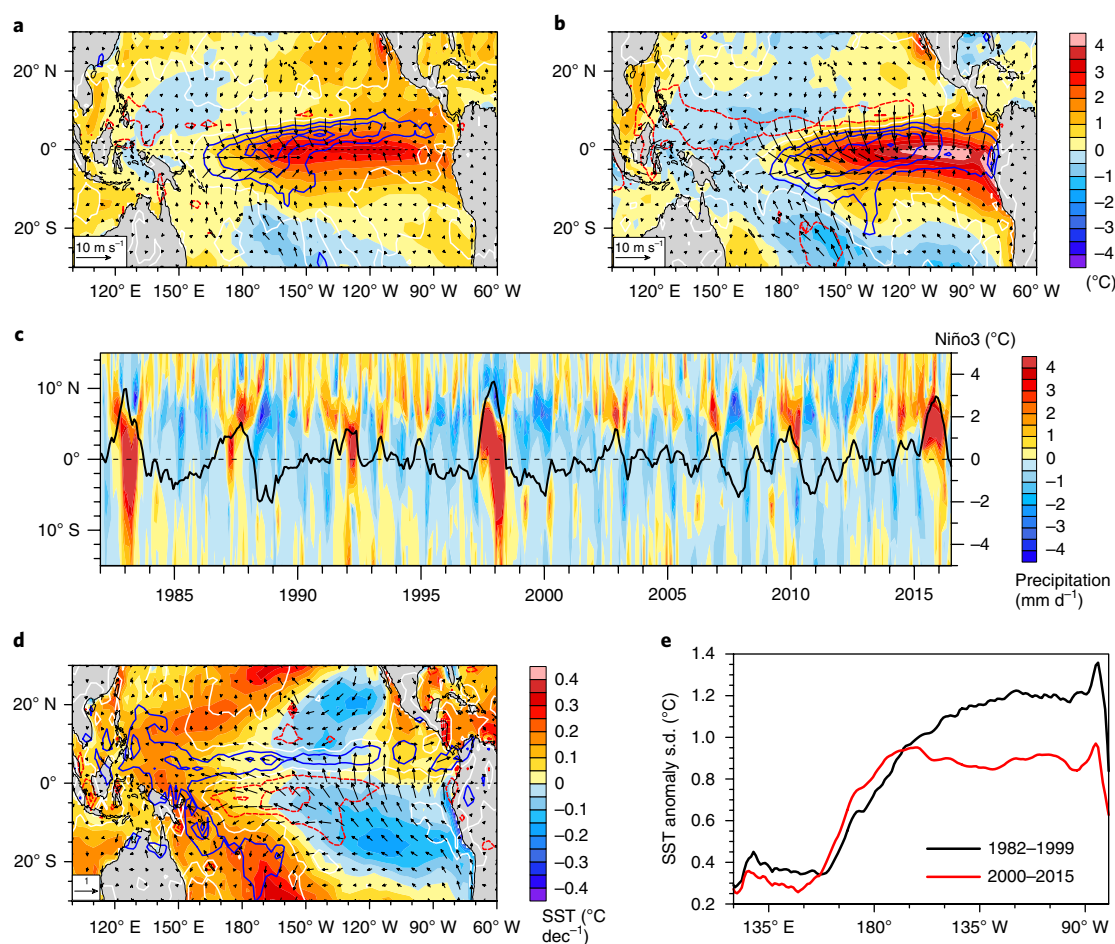 a
b
20° N
0°
20° S
10 m s⁻¹
120° E 150° E 180° 150° W 120° W 90° W 60° W
20° N
0°
20° S
10 m s⁻¹
120° E 150° E 180° 150° W 120° W 90° W 60° W
4
3
2
1
0
–1
–2
–3
–4
(°C)
c
Niño3 (°C)
10° N
0°
10° S
4
2
0
–2
–4
1985 1990 1995 2000 2005 2010 2015
4
3
2
1
0
–1
–2
–3
–4
Precipitation
(mm d⁻¹)
d
20° N
0°
20° S
1
120° E 150° E 180° 150° W 120° W 90° W 60° W
0.4
0.3
0.2
0.1
0
–0.1
–0.2
–0.3
–0.4
SST (°C
dec⁻¹)
e
SST anomaly s.d. (°C)
1.4
1.2
1.0
0.8
0.6
0.4
0.2
1982–1999
2000–2015
135° E 180° 135° W 90° W